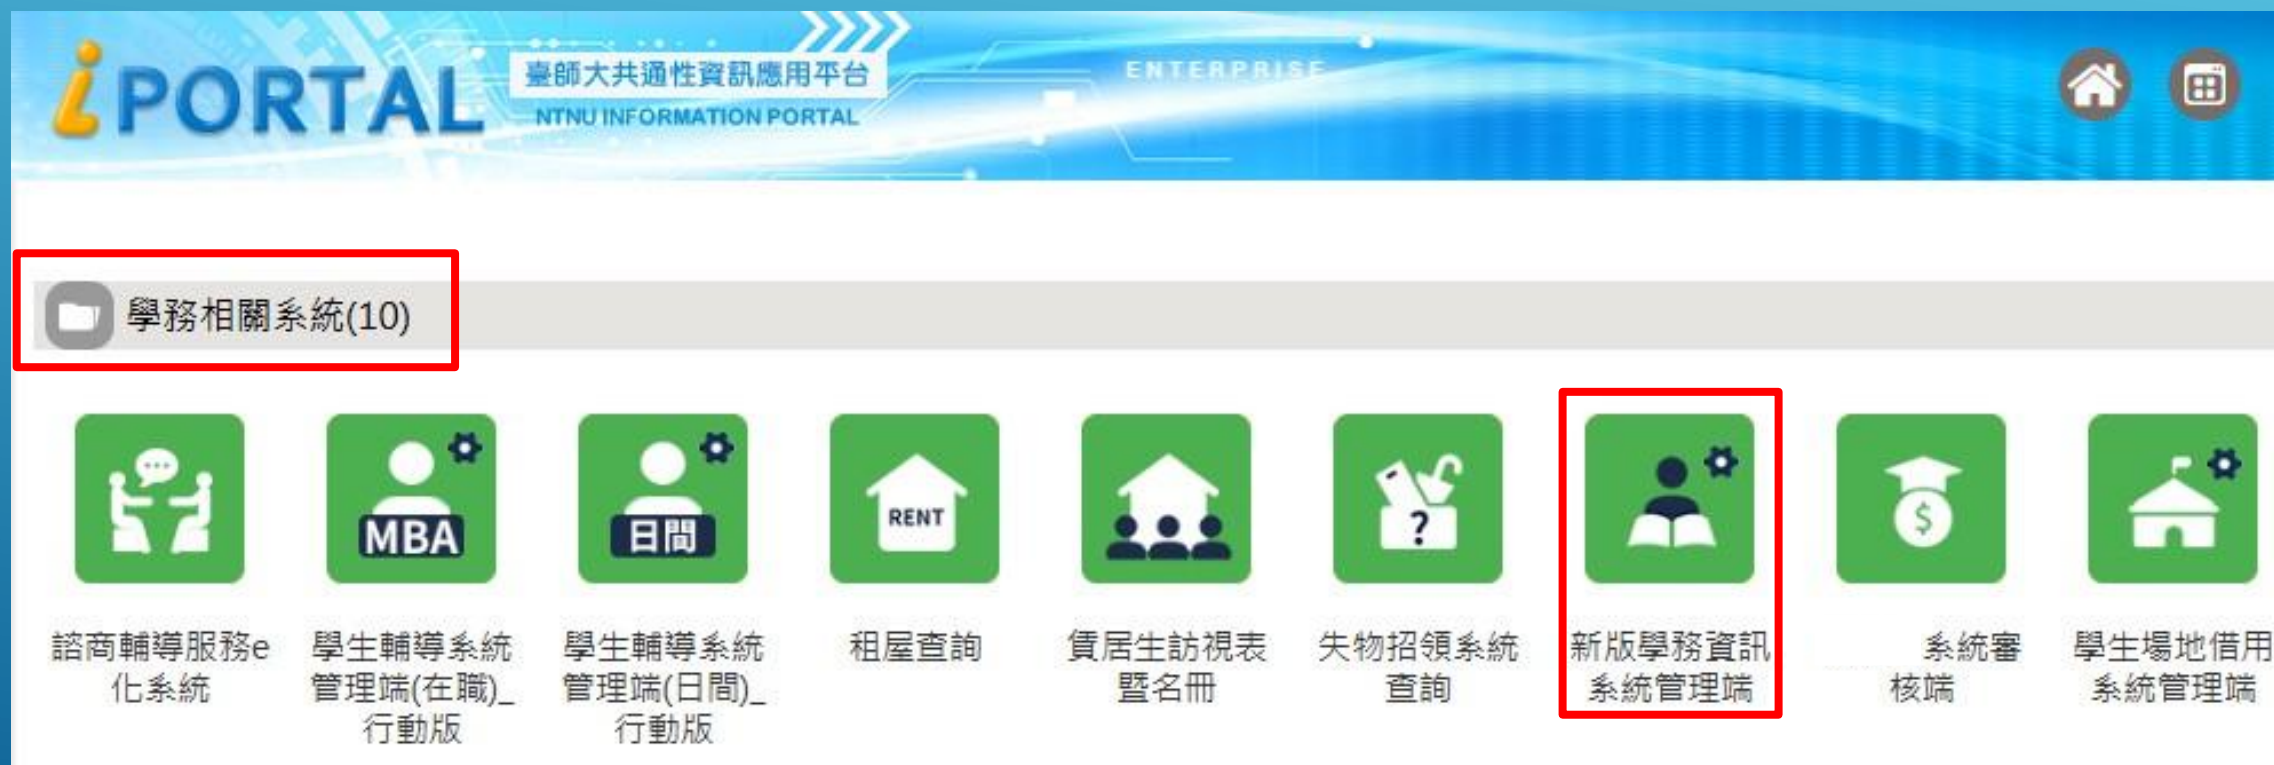 iPORTAL
臺師大共通性資訊應用平台
NTNU INFORMATION PORTAL
ENTERPRISE
學務相關系統(10)
MBA
日間
RENT
?
$
諮商輔導服務e
化系統
學生輔導系統
管理端(在職)_
行動版
學生輔導系統
管理端(日間)_
行動版
租屋查詢
賃居生訪視表
暨名冊
失物招領系統
查詢
新版學務資訊
系統管理端
系統審
核端
學生場地借用
系統管理端